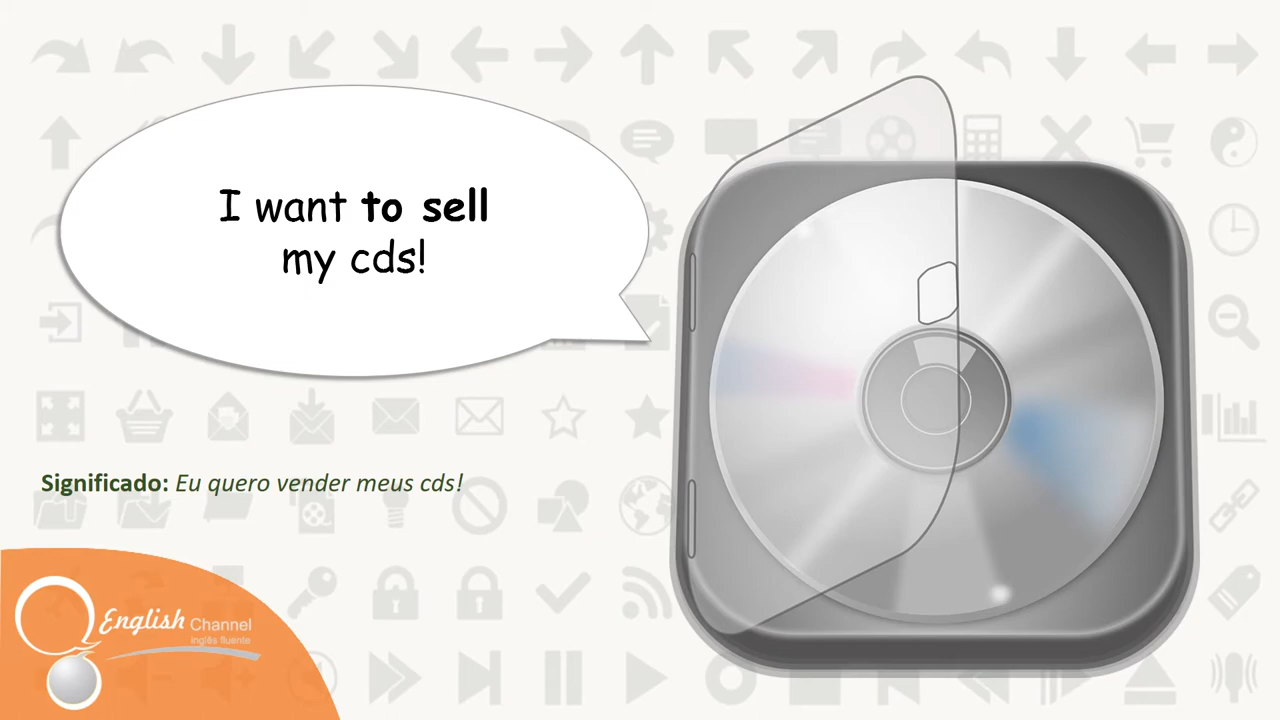 I want to sell
my cds!
Significado: Eu quero vender meus cds!
English Channel
inglês fluente